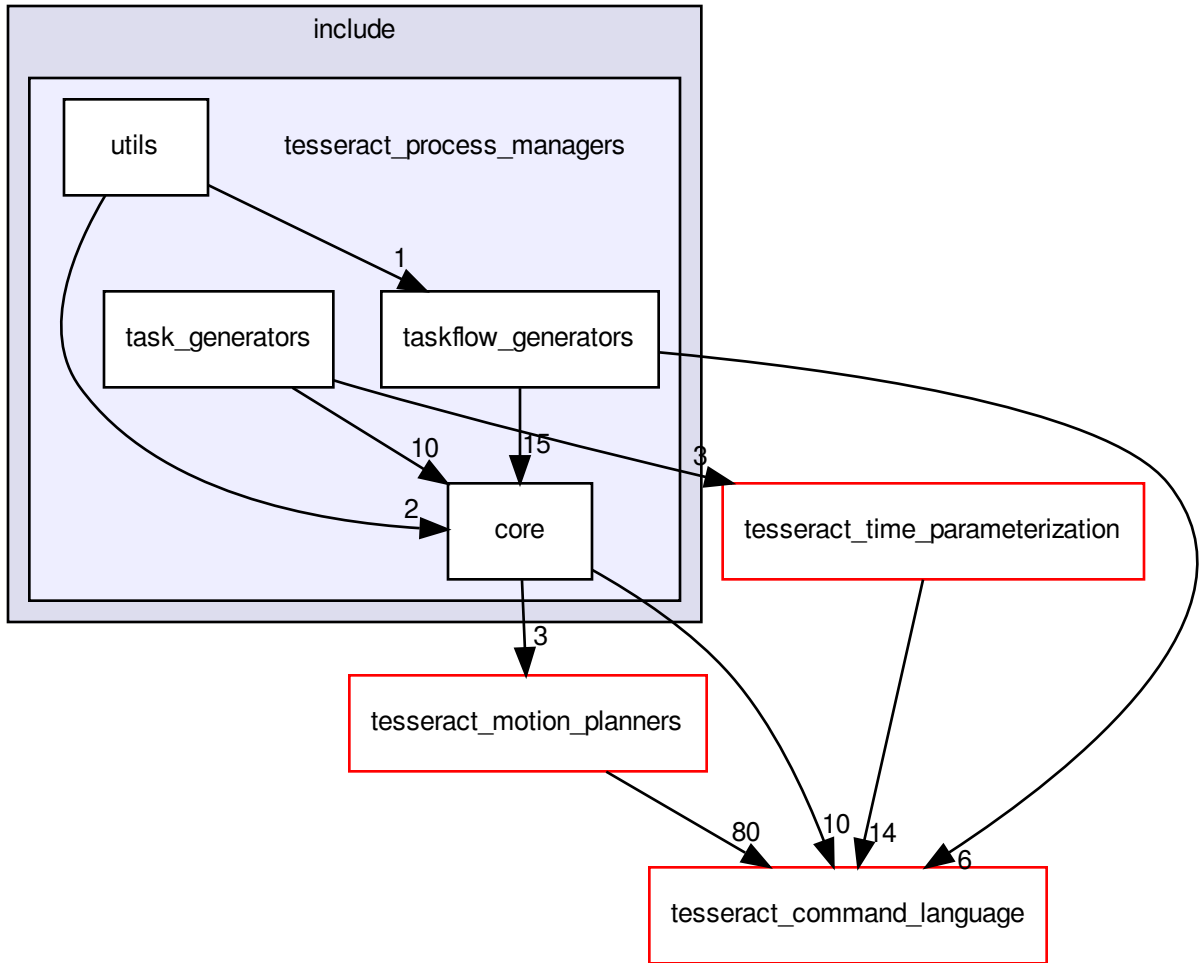 include
utils
tesseract_process_managers
1
task_generators
taskflow_generators
10
15
3
2
core
tesseract_time_parameterization
3
tesseract_motion_planners
80
10
14
6
tesseract_command_language